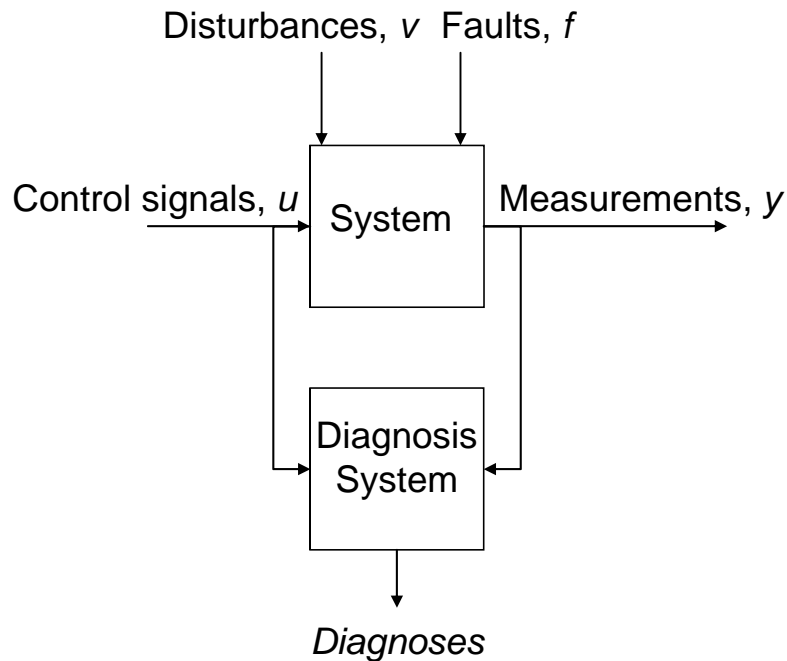 Disturbances, v Faults, f
Control signals, u
System
Measurements, y
Diagnosis
System
Diagnoses